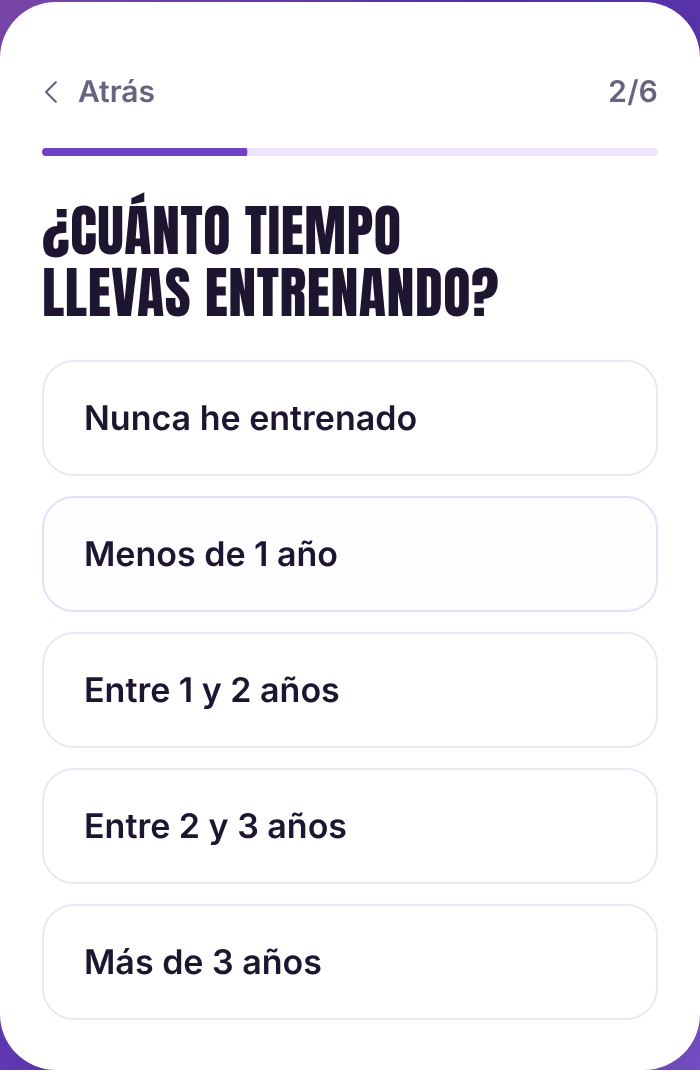 Atrás
2/6
¿CUÁNTO TIEMPO
LLEVAS ENTRENANDO?
Nunca he entrenado
Menos de 1 año
Entre 1 y 2 años
Entre 2 y 3 años
Más de 3 años